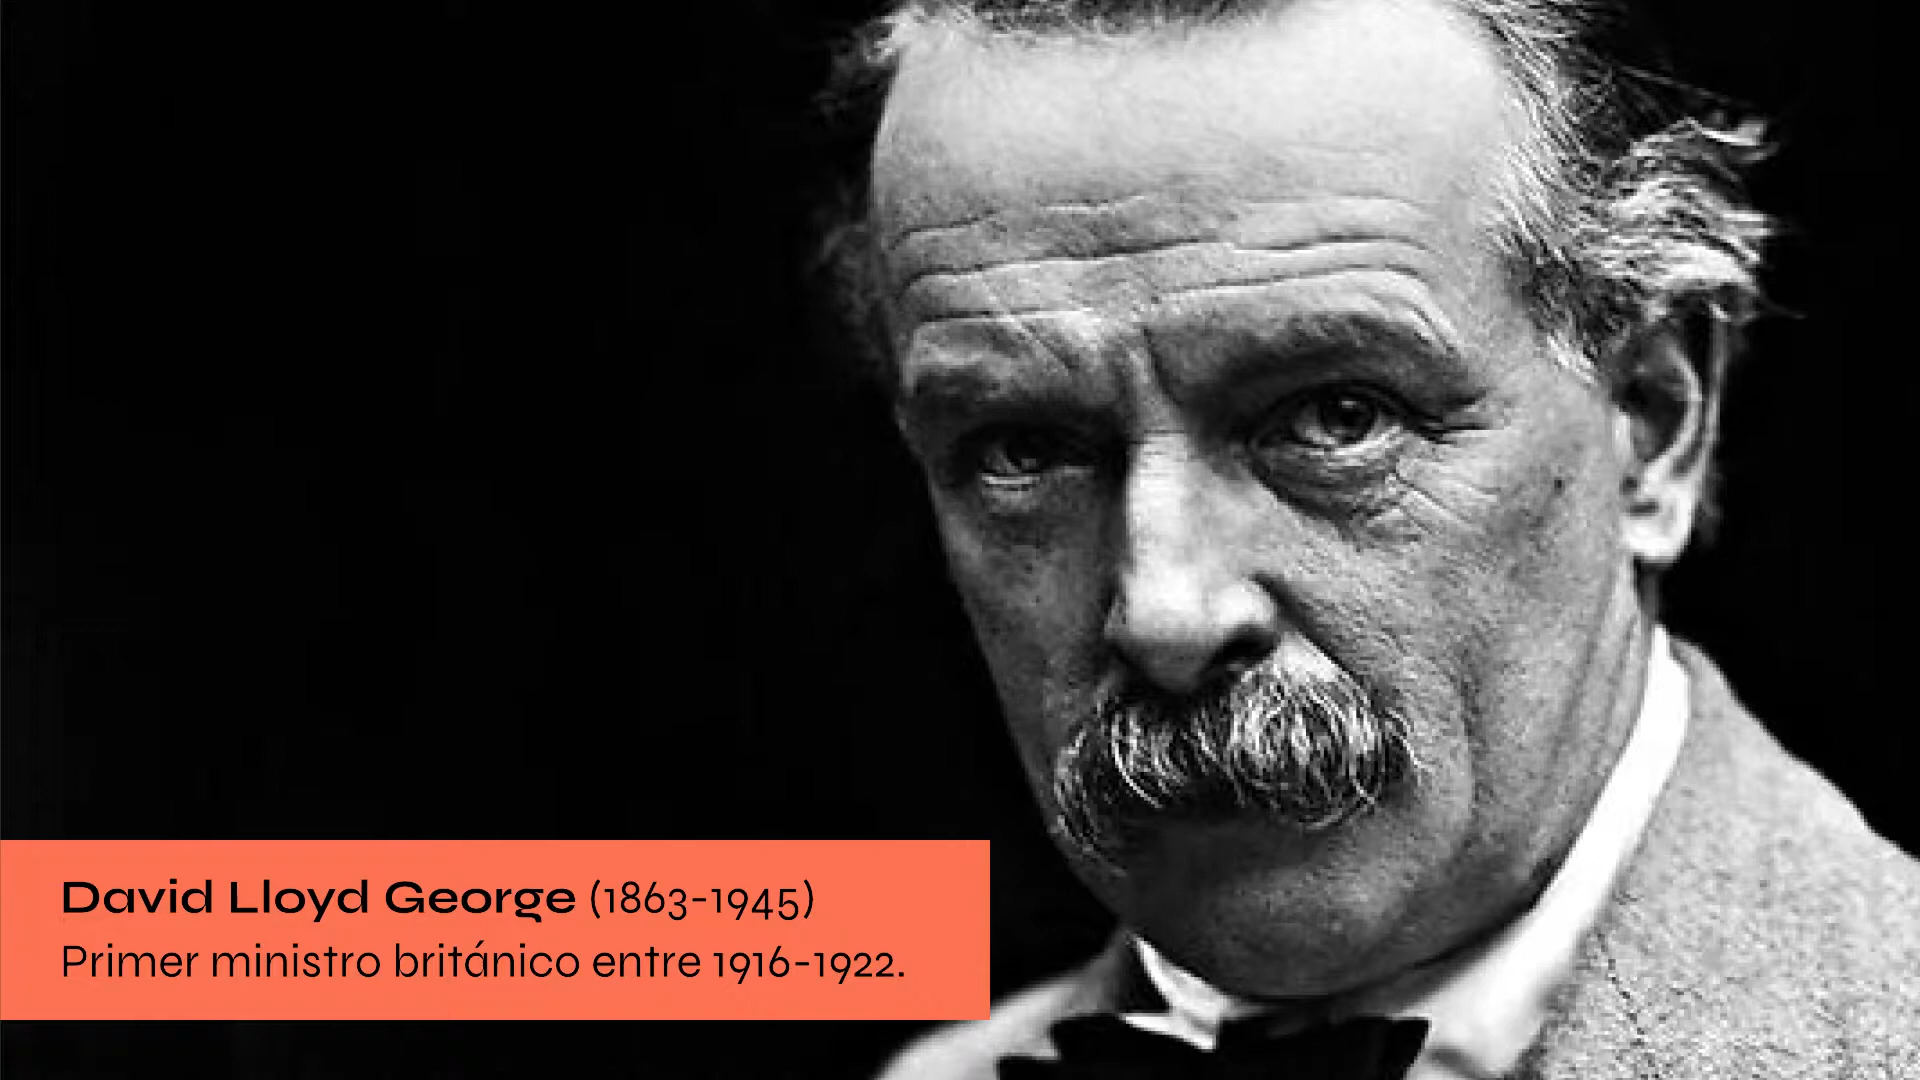 David Lloyd George (1863-1945)
Primer ministro británico entre 1916-1922.